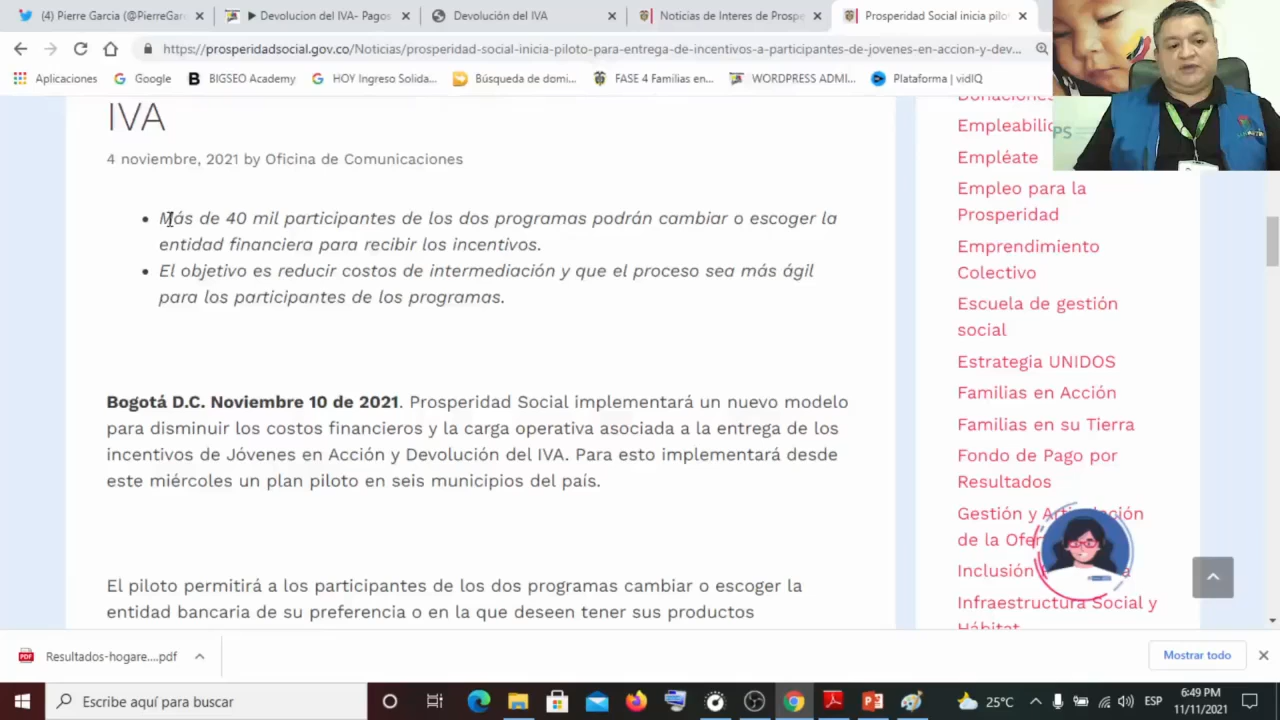 (4) Pierre Garcia (@PierreGar
Devolucion del IVA- Pagos
Devolución del IVA
Noticias de Interes de Prospe
Prosperidad Social inicia pilo
https://prosperidadsocial.gov.co/Noticias/prosperidad-social-inicia-piloto-para-entrega-de-incentivos-a-participantes-de-jovenes-en-accion-y-dev...
Aplicaciones
Google
BIGSEO Academy
HOY Ingreso Solida...
Búsqueda de domi...
FASE 4 Familias en...
WORDPRESS ADMI...
Plataforma | vidIQ
IVA
4 noviembre, 2021 by Oficina de Comunicaciones
• Más de 40 mil participantes de los dos programas podrán cambiar o escoger la
entidad financiera para recibir los incentivos.
• El objetivo es reducir costos de intermediación y que el proceso sea más ágil
para los participantes de los programas.
Bogotá D.C. Noviembre 10 de 2021. Prosperidad Social implementará un nuevo modelo
para disminuir los costos financieros y la carga operativa asociada a la entrega de los
incentivos de Jóvenes en Acción y Devolución del IVA. Para esto implementará desde
este miércoles un plan piloto en seis municipios del país.
El piloto permitirá a los participantes de los dos programas cambiar o escoger la
entidad bancaria de su preferencia o en la que deseen tener sus productos
Donaciones
Empleabilid
Empléate
Empleo para la
Prosperidad
Emprendimiento
Colectivo
Escuela de gestión
social
Estrategia UNIDOS
Familias en Acción
Familias en su Tierra
Fondo de Pago por
Resultados
Gestión y Articulación
de la Ofer
Inclusión
Infraestructura Social y
Hábitat
PS
Resultados-hogare....pdf
Mostrar todo
Escribe aquí para buscar
25°C
ESP
6:49 PM
11/11/2021